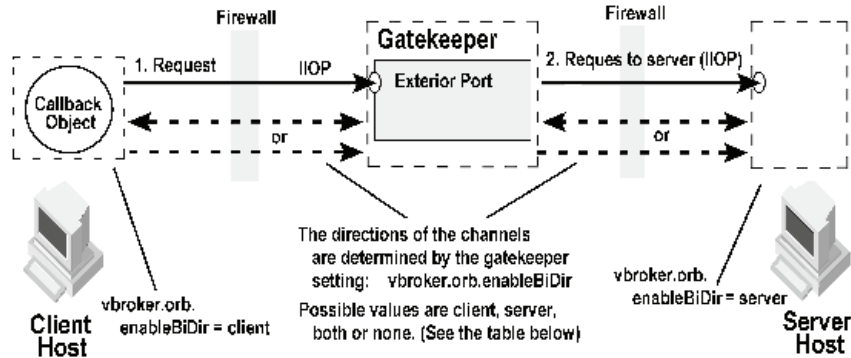 Firewall
Firewall
Gatekeeper
1. Request
IIOP
Exterior Port
2. Reques to server (IIOP)
Callback
Object
or
or
The directions of the channels
are determined by the gatekeeper
setting: vbroker.orb.enableBiDir
Possible values are client, server,
both or none. (See the table below)
vbroker.orb.
enableBiDir = client
vbroker.orb.
enableBiDir = server
Client
Host
Server
Host